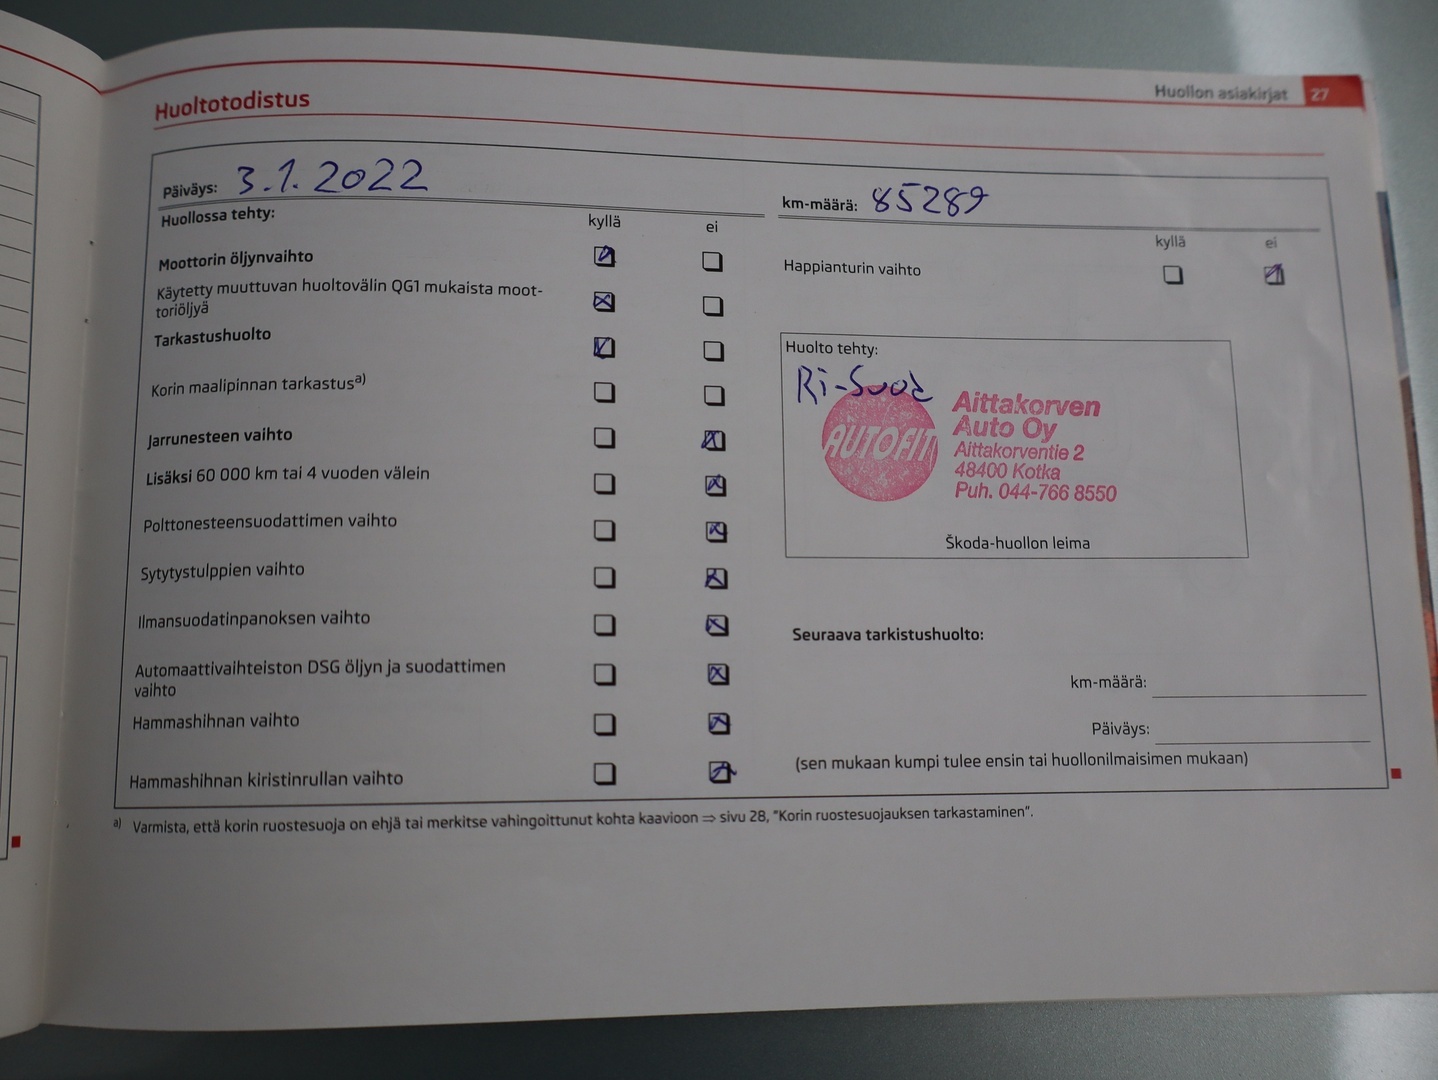 Huollon asiakirjat 27
Huoltotodistus
Päiväys: 3.1.2022
km-määrä: 85289
Huollossa tehty:
kyllä ei
Moottorin öljynvaihto
Käytetty muuttuvan huoltovälin QG1 mukaista moot-
toriöljyä
Tarkastushuolto
Korin maalipinnan tarkastusa)
Jarrunesteen vaihto
Lisäksi 60 000 km tai 4 vuoden välein
Polttonesteensuodattimen vaihto
Sytytystulppien vaihto
Ilmansuodatinpanoksen vaihto
Automaattivaihteiston DSG öljyn ja suodattimen
vaihto
Hammashihnan vaihto
Hammashihnan kiristinrullan vaihto
kyllä ei
Happianturin vaihto
Huolto tehty:
Ri-Suod
AUTOFIT
Aittakorven
Auto Oy
Aittakorventie 2
48400 Kotka
Puh. 044-766 8550
Škoda-huollon leima
Seuraava tarkistushuolto:
km-määrä:
Päiväys:
(sen mukaan kumpi tulee ensin tai huollonilmaisimen mukaan)
a) Varmista, että korin ruostesuoja on ehjä tai merkitse vahingoittunut kohta kaavioon ⇒ sivu 28, "Korin ruostesuojauksen tarkastaminen".